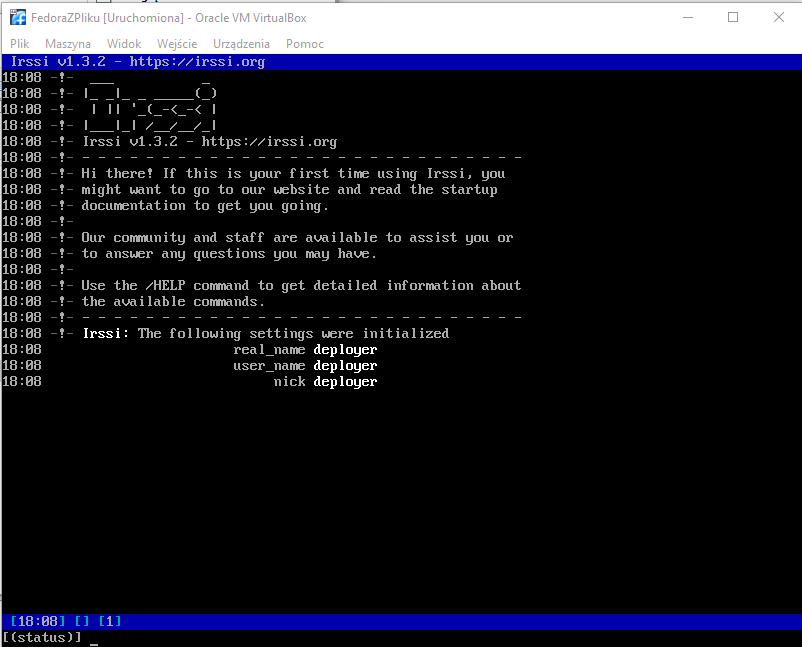 FedoraZPliku [Uruchomiona] - Oracle VM VirtualBox
Plik Maszyna Widok Wejście Urządzenia Pomoc
Irssi v1.3.2 - https://irssi.org
18:08 -!-  ___           _
18:08 -!- |_ _|_ _ _____(_)
18:08 -!-  | || '_(_-<_-< |
18:08 -!- |___|_| /__/__/_|
18:08 -!- Irssi v1.3.2 - https://irssi.org
18:08 -!- - - - - - - - - - - - - - - - - - - - - - - - - - - - -
18:08 -!- Hi there! If this is your first time using Irssi, you
18:08 -!- might want to go to our website and read the startup
18:08 -!- documentation to get you going.
18:08 -!-
18:08 -!- Our community and staff are available to assist you or
18:08 -!- to answer any questions you may have.
18:08 -!-
18:08 -!- Use the /HELP command to get detailed information about
18:08 -!- the available commands.
18:08 -!- - - - - - - - - - - - - - - - - - - - - - - - - - - - -
18:08 -!- Irssi: The following settings were initialized
18:08 real_name deployer
18:08 user_name deployer
18:08 nick deployer
[18:08] [] [1]
[(status)] _